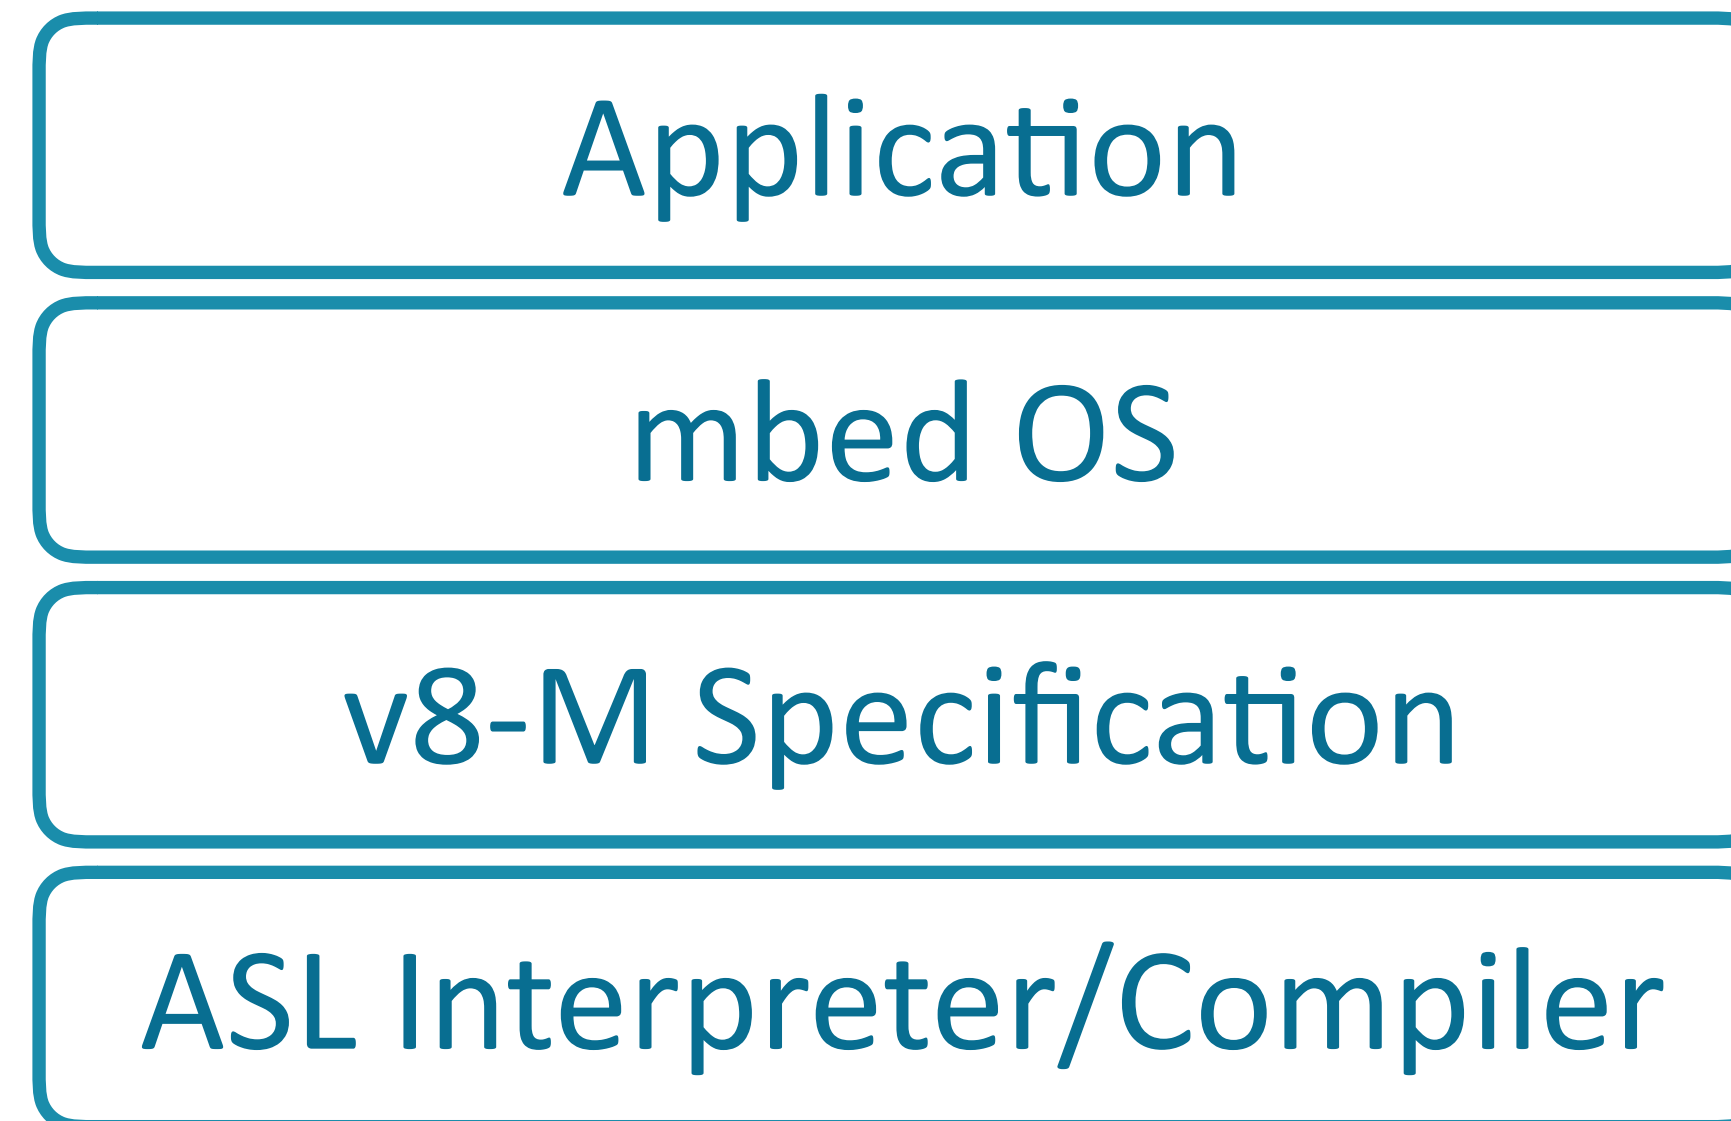 Application
mbed OS
v8-M Specification
ASL Interpreter/Compiler